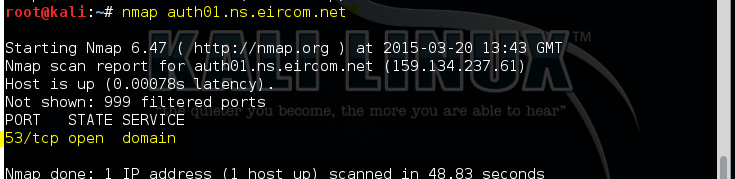 root@kali:~# nmap auth01.ns.eircom.net
Starting Nmap 6.47 ( http://nmap.org ) at 2015-03-20 13:43 GMT
Nmap scan report for auth01.ns.eircom.net (159.134.237.61)
Host is up (0.00078s latency).
KALI LINUX
Not shown: 999 filtered ports
"the quieter you become, the more you are able to hear"
PORT   STATE SERVICE
53/tcp open  domain
Nmap done: 1 IP address (1 host up) scanned in 48.83 seconds